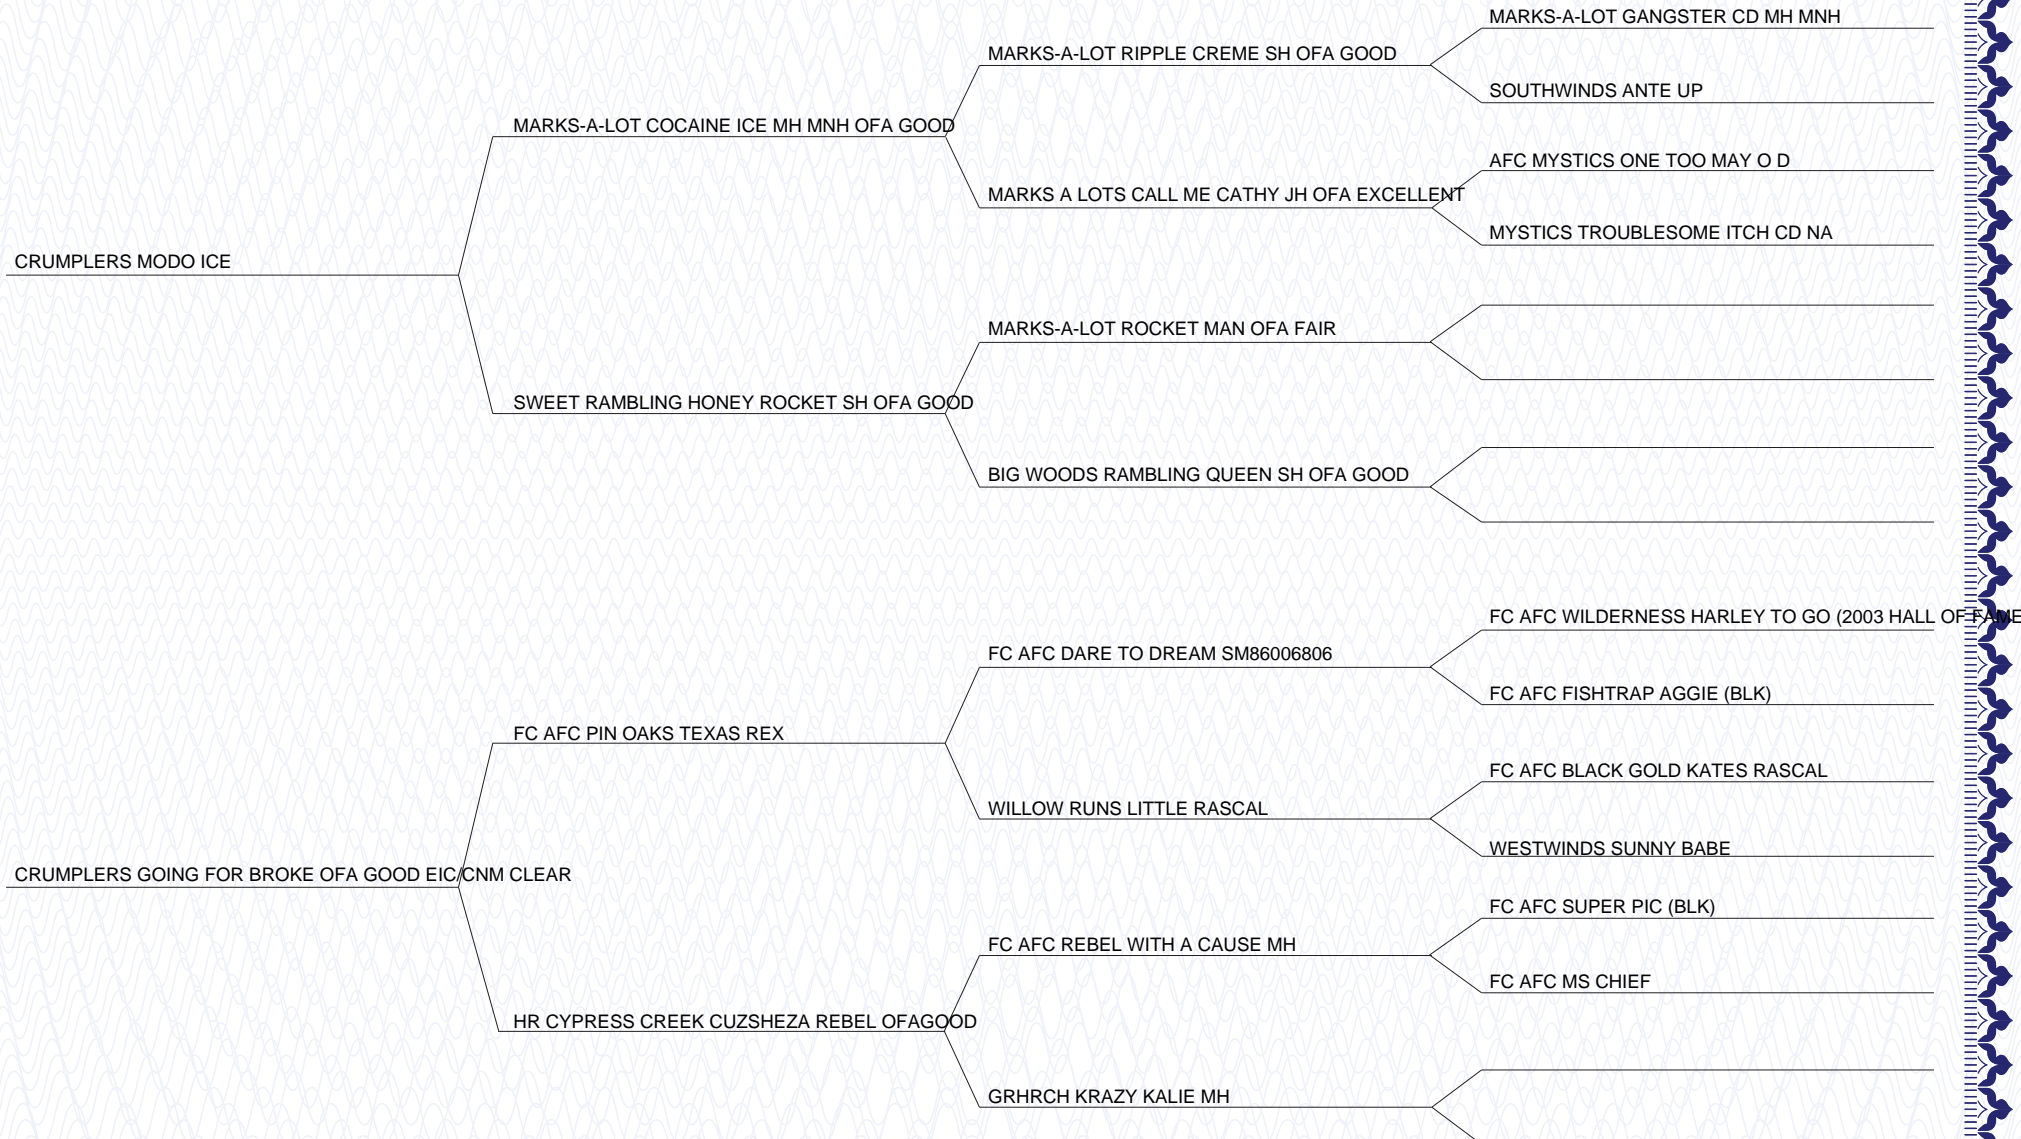 MARKS-A-LOT GANGSTER CD MH MNH
MARKS-A-LOT RIPPLE CREME SH OFA GOOD
SOUTHWINDS ANTE UP
MARKS-A-LOT COCAINE ICE MH MNH OFA GOOD
AFC MYSTICS ONE TOO MAY O D
MARKS A LOTS CALL ME CATHY JH OFA EXCELLENT
MYSTICS TROUBLESOME ITCH CD NA
CRUMPLERS MODO ICE
MARKS-A-LOT ROCKET MAN OFA FAIR
SWEET RAMBLING HONEY ROCKET SH OFA GOOD
BIG WOODS RAMBLING QUEEN SH OFA GOOD
FC AFC WILDERNESS HARLEY TO GO (2003 HALL OF FAME
FC AFC DARE TO DREAM SM86006806
FC AFC FISHTRAP AGGIE (BLK)
FC AFC PIN OAKS TEXAS REX
FC AFC BLACK GOLD KATES RASCAL
WILLOW RUNS LITTLE RASCAL
WESTWINDS SUNNY BABE
CRUMPLERS GOING FOR BROKE OFA GOOD EIC/CNM CLEAR
FC AFC SUPER PIC (BLK)
FC AFC REBEL WITH A CAUSE MH
FC AFC MS CHIEF
HR CYPRESS CREEK CUZSHEZA REBEL OFAGOOD
GRHRCH KRAZY KALIE MH